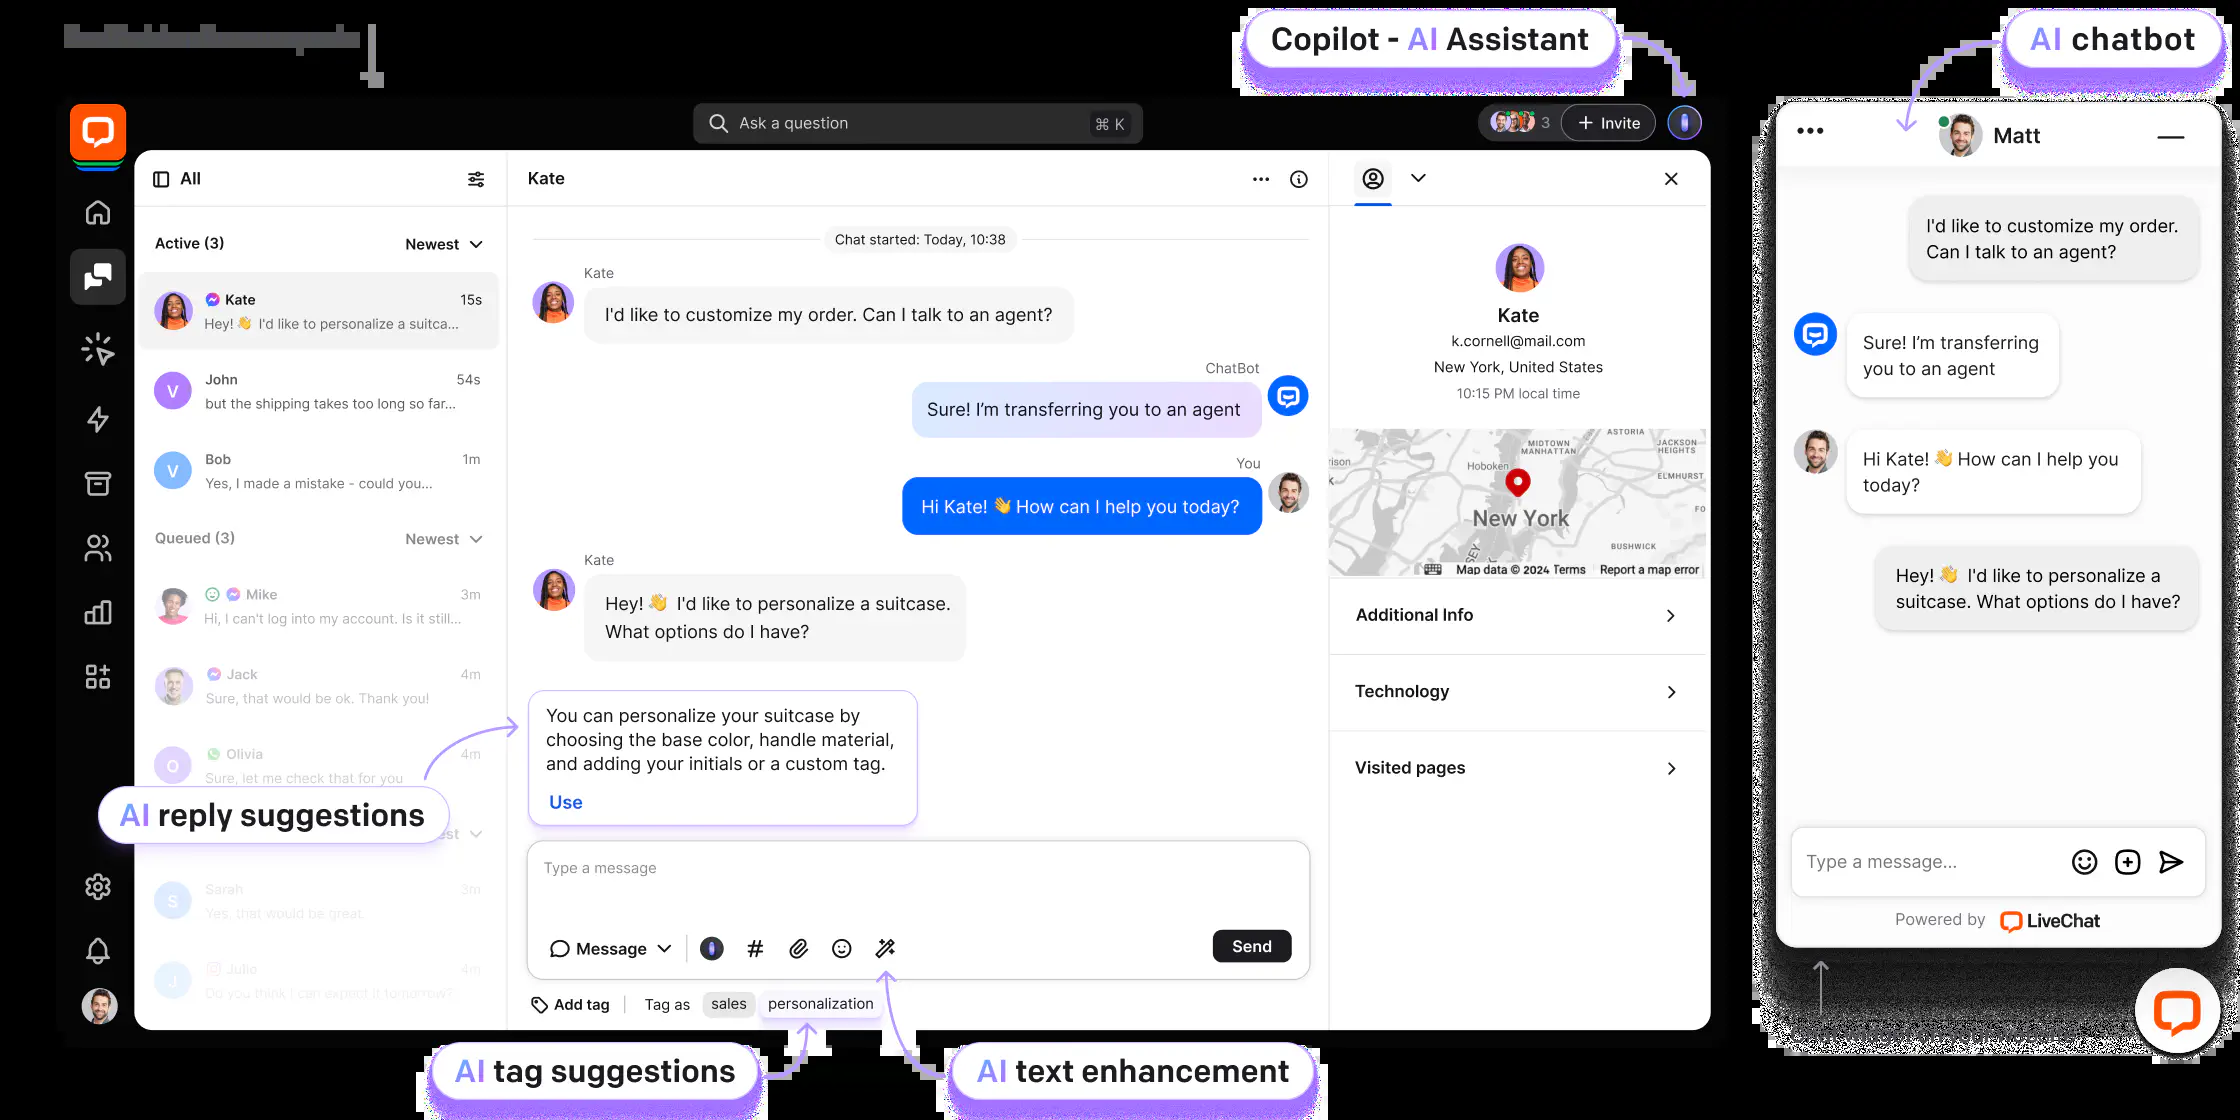 Copilot - AI Assistant
AI chatbot
Ask a question
⌘ K
3
+ Invite
All
Active (3)
Newest
Kate
15s
Hey! 👋 I'd like to personalize a suitca...
V
John
54s
but the shipping takes too long so far...
V
Bob
1m
Yes, I made a mistake - could you...
Queued (3)
Newest
Mike
3m
Hi, I can't log into my account. Is it still...
Jack
4m
Sure, that would be ok. Thank you!
O
Olivia
4m
Sure, let me check that for you
AI reply suggestions
S
Sarah
3m
Yes, that would be great.
J
Julio
4m
Do you think I can expect it tomorrow?
Kate
Chat started: Today, 10:38
Kate
I'd like to customize my order. Can I talk to an agent?
ChatBot
Sure! I’m transferring you to an agent
You
Hi Kate! 👋 How can I help you today?
Kate
Hey! 👋 I'd like to personalize a suitcase.
What options do I have?
You can personalize your suitcase by
choosing the base color, handle material,
and adding your initials or a custom tag.
Use
Type a message
Message
#
Send
Add tag
Tag as
sales
personalization
AI tag suggestions
AI text enhancement
Kate
k.cornell@mail.com
New York, United States
10:15 PM local time
ASTORIA
MIDTOWN
MANHATTAN
JACKSON
HEIGHTS
Hoboken
ELMHURST
New York
BUSHWICK
Map data © 2024 Terms
Report a map error
Additional Info
Technology
Visited pages
Matt
I'd like to customize my order.
Can I talk to an agent?
Sure! I’m transferring
you to an agent
Hi Kate! 👋 How can I help you
today?
Hey! 👋 I'd like to personalize a
suitcase. What options do I have?
Type a message...
Powered by
LiveChat